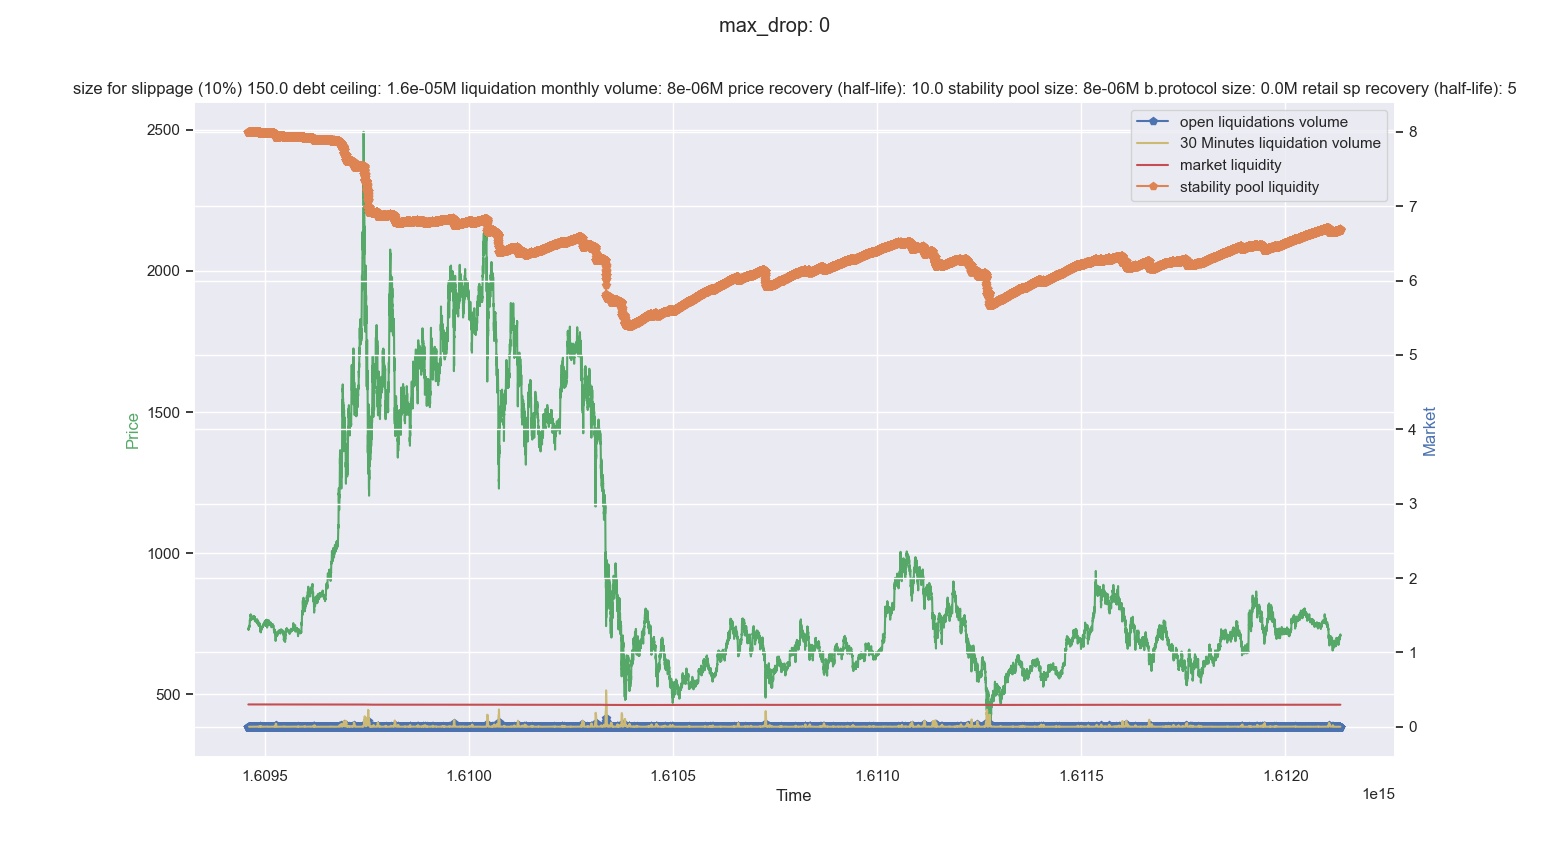 max_drop: 0
size for slippage (10%) 150.0 debt ceiling: 1.6e-05M liquidation monthly volume: 8e-06M price recovery (half-life): 10.0 stability pool size: 8e-06M b.protocol size: 0.0M retail sp recovery (half-life): 5
open liquidations volume
30 Minutes liquidation volume
market liquidity
stability pool liquidity
2500
2000
1500
1000
500
Price
8
7
6
5
4
3
2
1
0
Market
1.6095 1.6100 1.6105 1.6110 1.6115 1.6120
1e15
Time